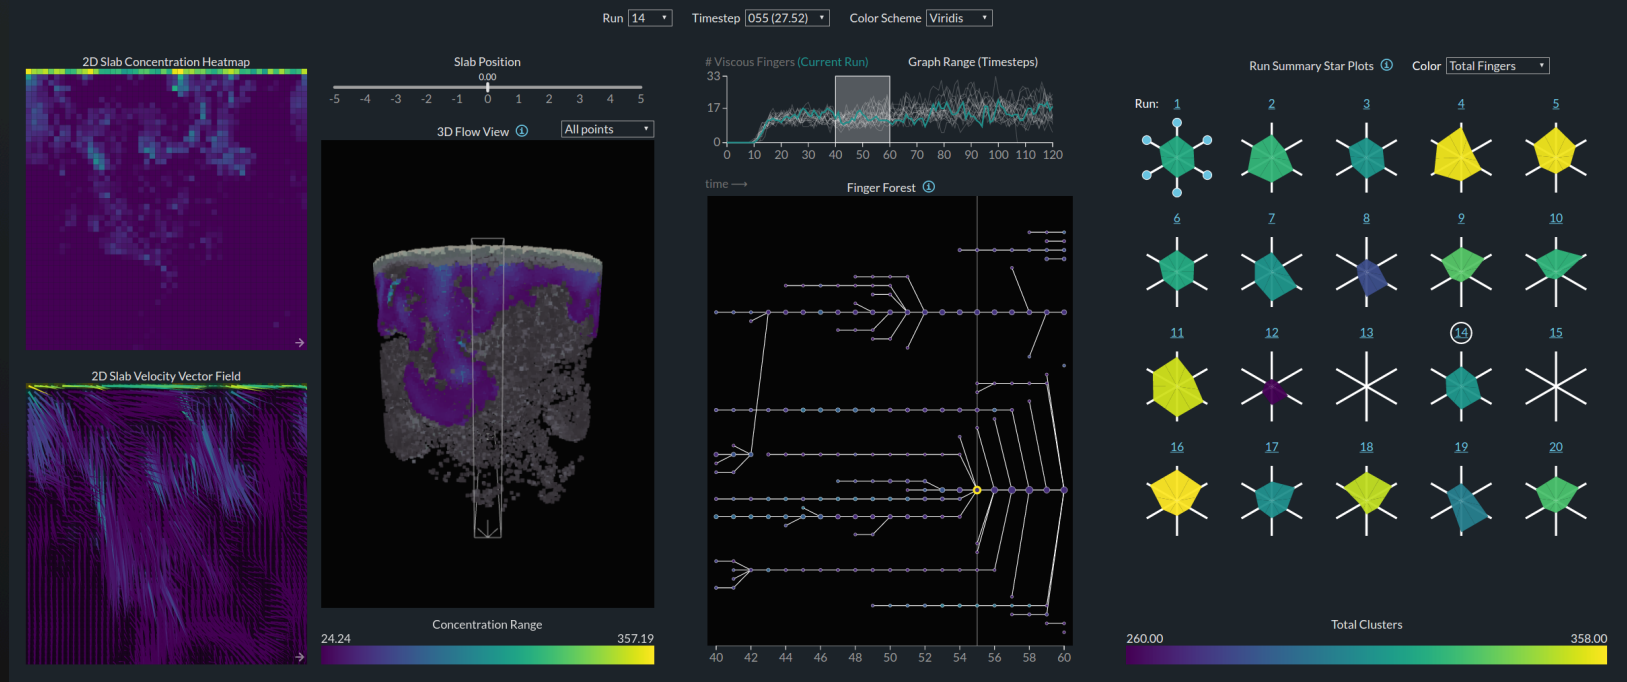 Run 14 Timestep 055 (27.52) Color Scheme Viridis
2D Slab Concentration Heatmap
2D Slab Velocity Vector Field
Slab Position
0.00
-5 -4 -3 -2 -1 0 1 2 3 4 5
3D Flow View All points
Concentration Range
24.24 357.19
# Viscous Fingers (Current Run) Graph Range (Timesteps)
33
17
0
0 10 20 30 40 50 60 70 80 90 100 110 120
time
Finger Forest
40 42 44 46 48 50 52 54 56 58 60
Run Summary Star Plots Color Total Fingers
Run: 1 2 3 4 5
6 7 8 9 10
11 12 13 14 15
16 17 18 19 20
Total Clusters
260.00 358.00